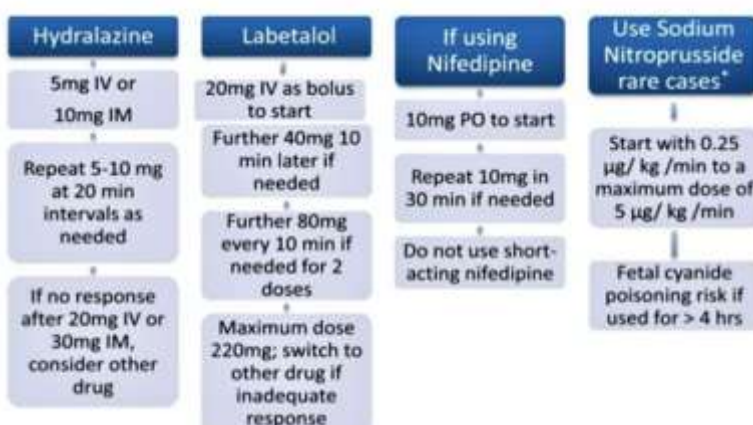 Hydralazine
5mg IV or
10mg IM
Repeat 5-10 mg
at 20 min
intervals as
needed
If no response
after 20mg IV or
30mg IM,
consider other
drug
Labetalol
20mg IV as bolus
to start
Further 40mg 10
min later if
needed
Further 80mg
every 10 min if
needed for 2
doses
Maximum dose
220mg; switch to
other drug if
inadequate
response
If using
Nifedipine
10mg PO to start
Repeat 10mg in
30 min if needed
Do not use short-
acting nifedipine
Use Sodium
Nitroprusside
rare cases*
Start with 0.25
µg/ kg /min to a
maximum dose of
5 µg/ kg /min
Fetal cyanide
poisoning risk if
used for > 4 hrs